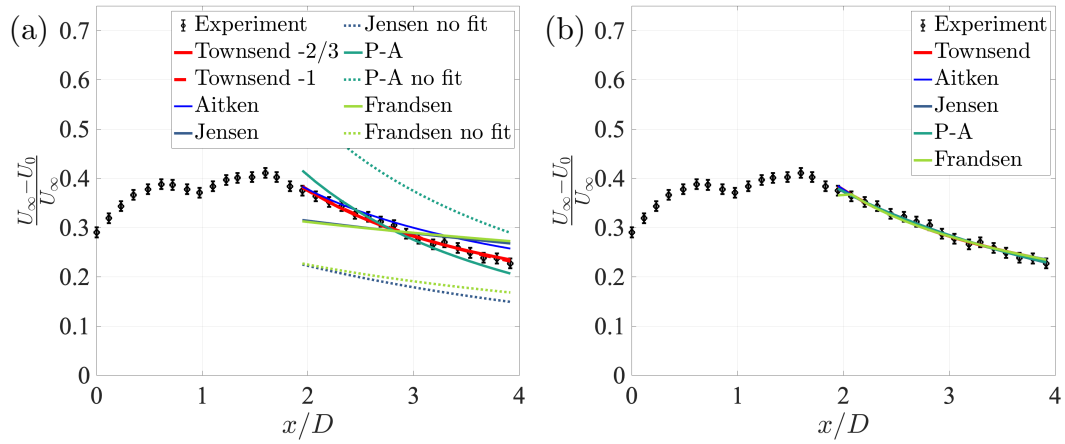 (a)
Experiment
Townsend -2/3
Townsend -1
Aitken
Jensen
Jensen no fit
P-A
P-A no fit
Frandsen
Frandsen no fit
0.7
0.6
0.5
0.4
0.3
0.2
0.1
0
U∞−U0
U∞
0 1 2 3 4
x/D
(b)
Experiment
Townsend
Aitken
Jensen
P-A
Frandsen
0.7
0.6
0.5
0.4
0.3
0.2
0.1
0
U∞−U0
U∞
0 1 2 3 4
x/D